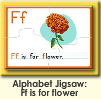 Ff
Ff is for flower.
Alphabet Jigsaw:
Ff is for flower